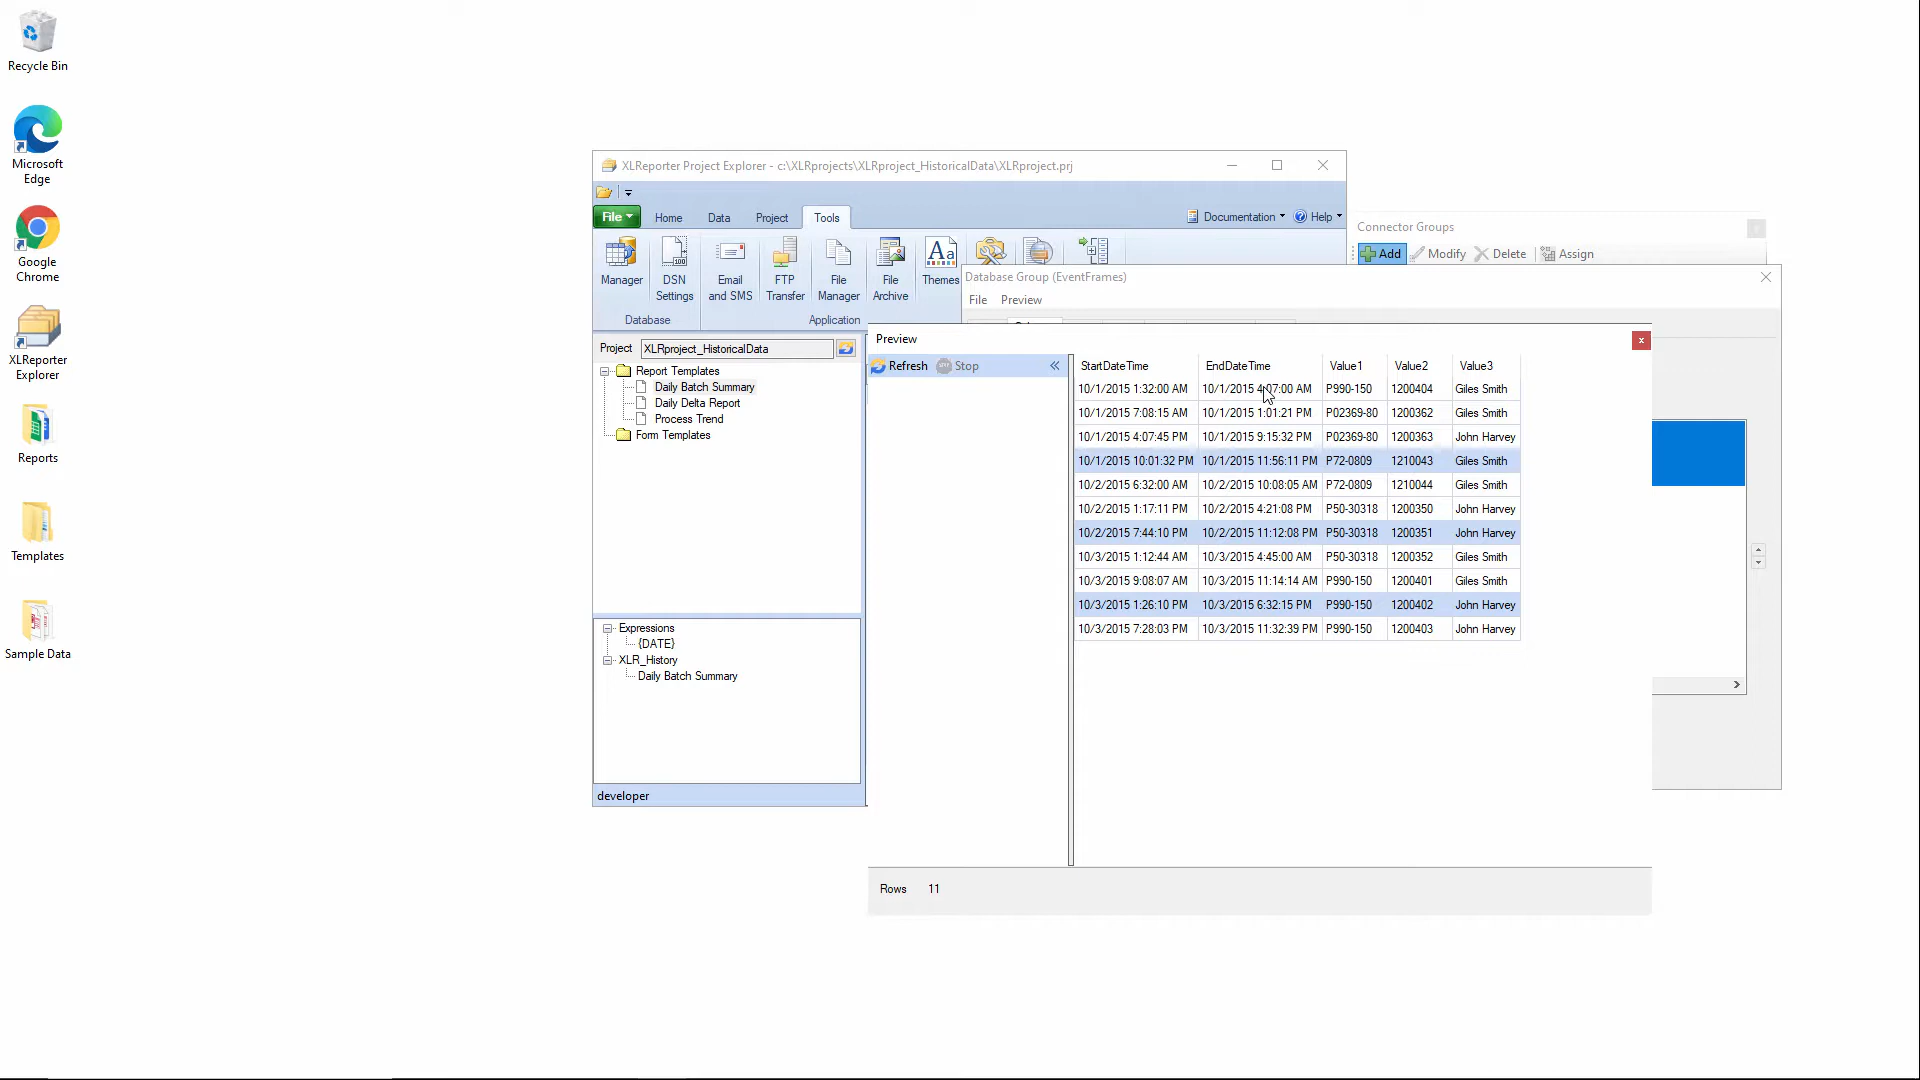 Recycle Bin
Microsoft
Edge
Google
Chrome
XLReporter
Explorer
Reports
Templates
Sample Data
XLReporter Project Explorer - c:\XLRprojects\XLRproject_HistoricalData\XLRproject.prj
File Home Data Project Tools Documentation Help
Manager DSN Settings Email and SMS FTP Transfer File Manager File Archive Themes
Database Application
Project XLRproject_HistoricalData
Report Templates
Daily Batch Summary
Daily Delta Report
Process Trend
Form Templates
Expressions
{DATE}
XLR_History
Daily Batch Summary
developer
Connector Groups
Add Modify Delete Assign
Database Group (EventFrames)
File Preview
Preview
Refresh Stop
StartDateTime EndDateTime Value1 Value2 Value3
10/1/2015 1:32:00 AM 10/1/2015 4:07:00 AM P990-150 1200404 Giles Smith
10/1/2015 7:08:15 AM 10/1/2015 1:01:21 PM P02369-80 1200362 Giles Smith
10/1/2015 4:07:45 PM 10/1/2015 9:15:32 PM P02369-80 1200363 John Harvey
10/1/2015 10:01:32 PM 10/1/2015 11:56:11 PM P72-0809 1210043 Giles Smith
10/2/2015 6:32:00 AM 10/2/2015 10:08:05 AM P72-0809 1210044 Giles Smith
10/2/2015 1:17:11 PM 10/2/2015 4:21:08 PM P50-30318 1200350 John Harvey
10/2/2015 7:44:10 PM 10/2/2015 11:12:08 PM P50-30318 1200351 John Harvey
10/3/2015 1:12:44 AM 10/3/2015 4:45:00 AM P50-30318 1200352 Giles Smith
10/3/2015 9:08:07 AM 10/3/2015 11:14:14 AM P990-150 1200401 Giles Smith
10/3/2015 1:26:10 PM 10/3/2015 6:32:15 PM P990-150 1200402 John Harvey
10/3/2015 7:28:03 PM 10/3/2015 11:32:39 PM P990-150 1200403 John Harvey
Rows 11